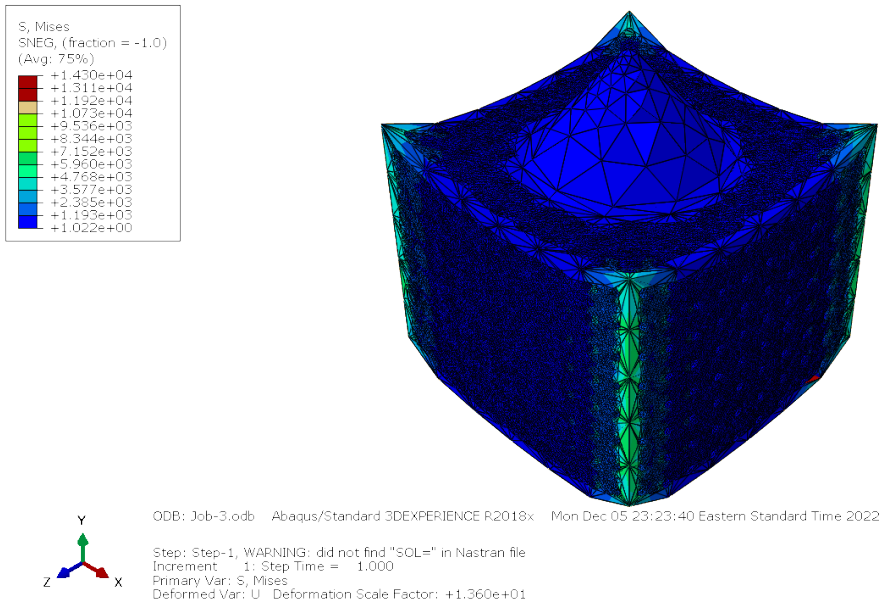 S, Mises
SNEG, (fraction = -1.0)
(Avg: 75%)
+1.430e+04
+1.311e+04
+1.192e+04
+1.073e+04
+9.536e+03
+8.344e+03
+7.152e+03
+5.960e+03
+4.768e+03
+3.577e+03
+2.385e+03
+1.193e+03
+1.022e+00
Y
Z
X
ODB: Job-3.odb Abaqus/Standard 3DEXPERIENCE R2018x Mon Dec 05 23:23:40 Eastern Standard Time 2022
Step: Step-1, WARNING: did not find "SOL=" in Nastran file
Increment 1: Step Time = 1.000
Primary Var: S, Mises
Deformed Var: U Deformation Scale Factor: +1.360e+01